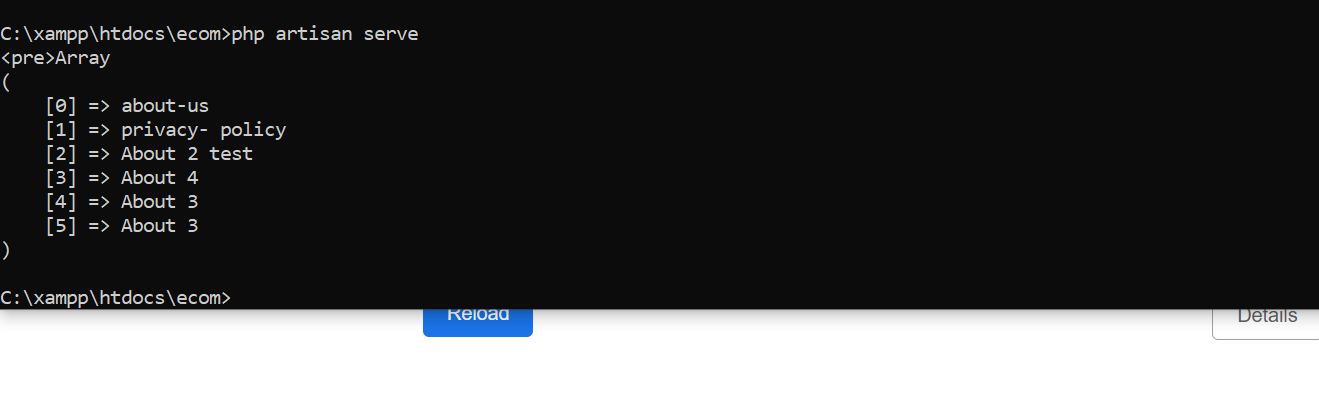 C:\xampp\htdocs\ecom>php artisan serve
<pre>Array
(
    [0] => about-us
    [1] => privacy- policy
    [2] => About 2 test
    [3] => About 4
    [4] => About 3
    [5] => About 3
)
C:\xampp\htdocs\ecom>
Reload Details